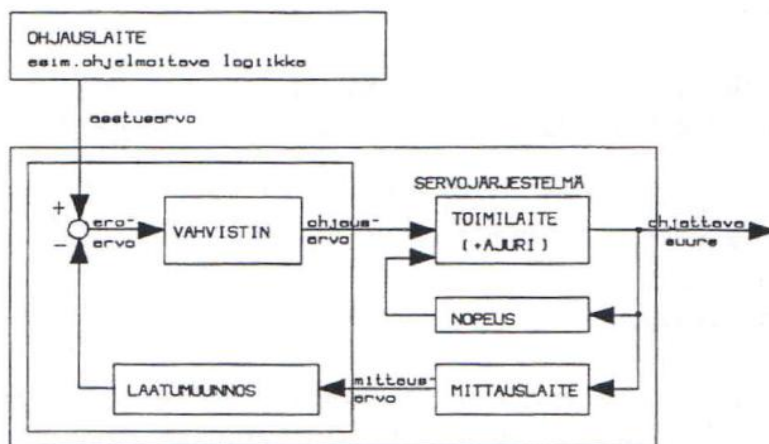 OHJAUSLAITE
esim.ohjelmoitava logiikka
asetusarvo
SERVOJÄRJESTELMÄ
+
-
ero-
arvo
VAHVISTIN
ohjaus-
arvo
TOIMILAITE
(+AJURI)
ohjattava
suure
NOPEUS
LAATUMUUNNOS
mittaus-
arvo
MITTAUSLAITE